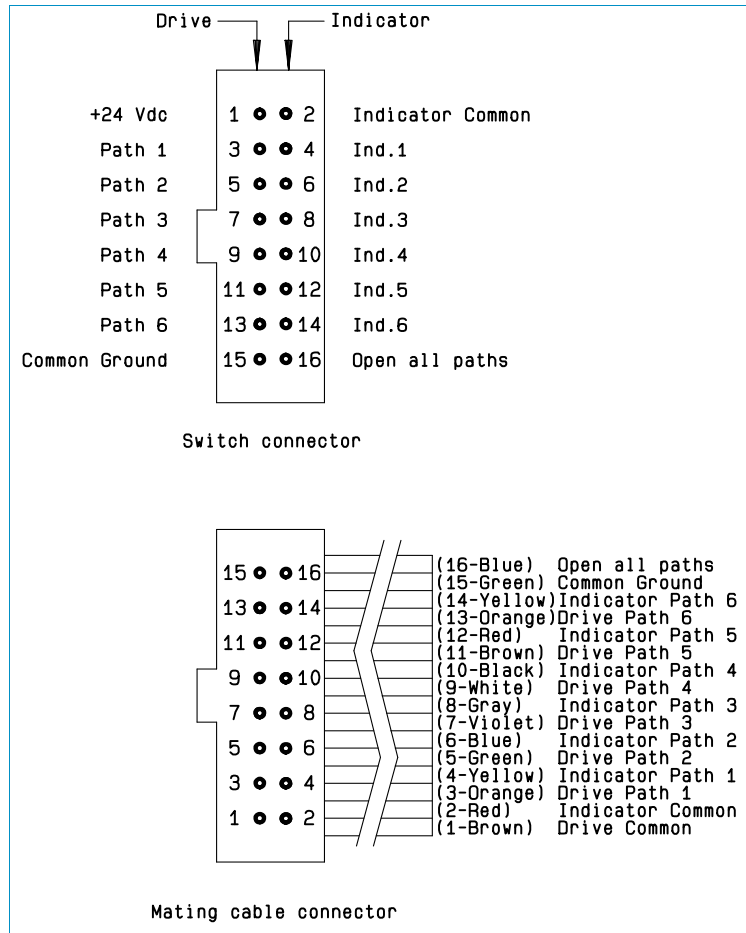 Drive Indicator
+24 Vdc 1 2 Indicator Common
Path 1 3 4 Ind.1
Path 2 5 6 Ind.2
Path 3 7 8 Ind.3
Path 4 9 10 Ind.4
Path 5 11 12 Ind.5
Path 6 13 14 Ind.6
Common Ground 15 16 Open all paths
Switch connector
15 16 (16-Blue) Open all paths
(15-Green) Common Ground
13 14 (14-Yellow) Indicator Path 6
(13-Orange) Drive Path 6
11 12 (12-Red) Indicator Path 5
(11-Brown) Drive Path 5
9 10 (10-Black) Indicator Path 4
(9-White) Drive Path 4
7 8 (8-Gray) Indicator Path 3
(7-Violet) Drive Path 3
5 6 (6-Blue) Indicator Path 2
(5-Green) Drive Path 2
3 4 (4-Yellow) Indicator Path 1
(3-Orange) Drive Path 1
1 2 (2-Red) Indicator Common
(1-Brown) Drive Common
Mating cable connector